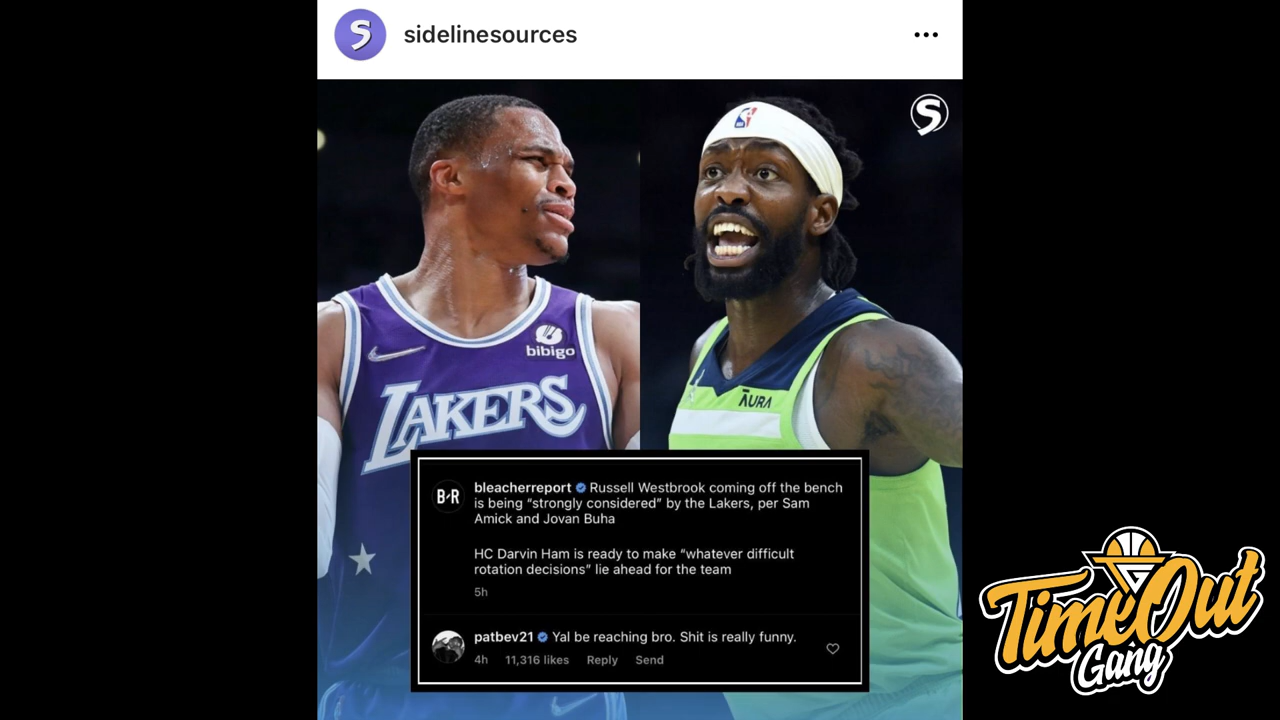 S
sidelinesources
S
bibigo
LAKERS
AURA
B/R
bleacherreport Russell Westbrook coming off the bench
is being “strongly considered” by the Lakers, per Sam
Amick and Jovan Buha
HC Darvin Ham is ready to make “whatever difficult
rotation decisions” lie ahead for the team
5h
patbev21 Yal be reaching bro. Shit is really funny.
4h 11,316 likes Reply Send
TimeOut
Gang